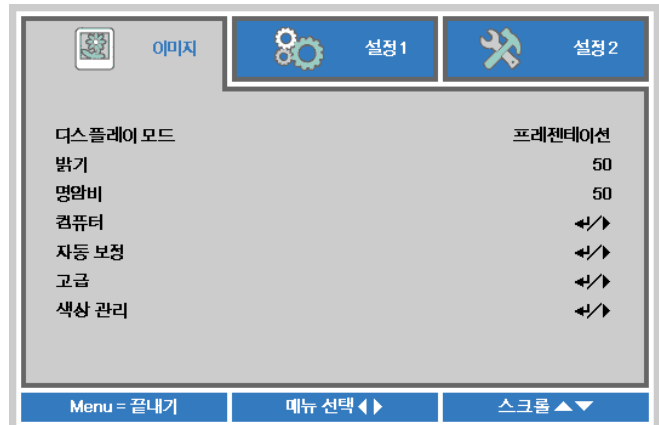 이미지 설정1 설정2
디스플레이 모드 프레젠테이션
밝기 50
명암비 50
컴퓨터 ↵/▶
자동 보정 ↵/▶
고급 ↵/▶
색상 관리 ↵/▶
Menu = 끝내기 메뉴 선택 ◀▶ 스크롤 ▲▼